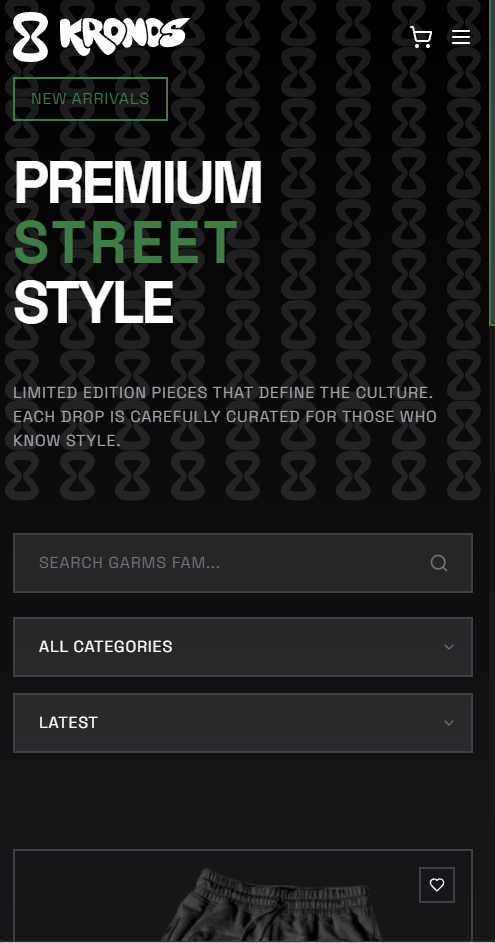 KRONOS
NEW ARRIVALS
PREMIUM
STREET
STYLE
LIMITED EDITION PIECES THAT DEFINE THE CULTURE.
EACH DROP IS CAREFULLY CURATED FOR THOSE WHO
KNOW STYLE.
SEARCH GARMS FAM...
ALL CATEGORIES
LATEST